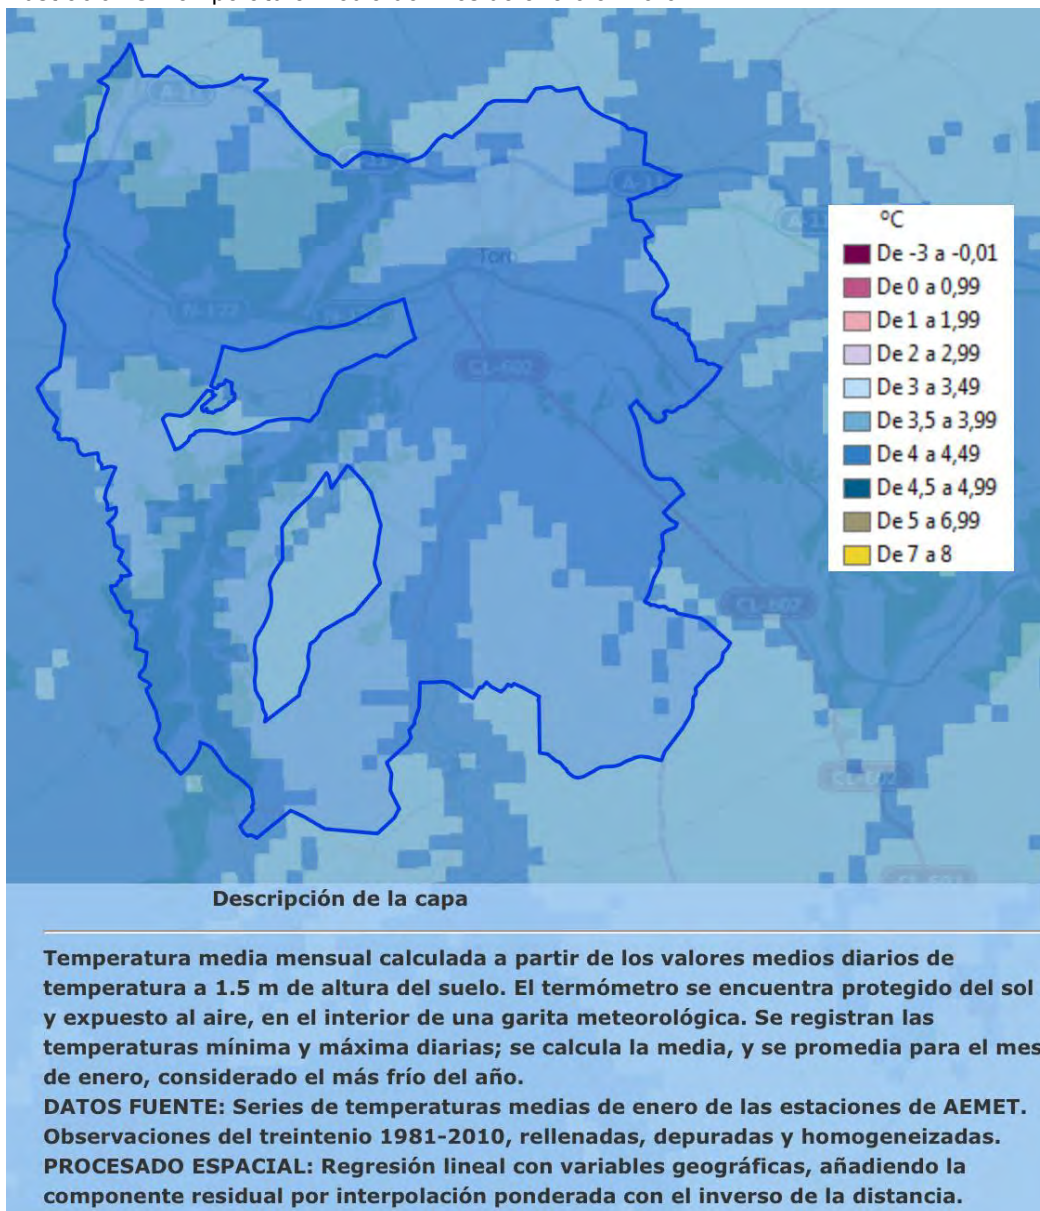 A-11
Toro
N-122
N-122
CL-602
CL-602
CL-602
ºC
De -3 a -0,01
De 0 a 0,99
De 1 a 1,99
De 2 a 2,99
De 3 a 3,49
De 3,5 a 3,99
De 4 a 4,49
De 4,5 a 4,99
De 5 a 6,99
De 7 a 8
Descripción de la capa
Temperatura media mensual calculada a partir de los valores medios diarios de
temperatura a 1.5 m de altura del suelo. El termómetro se encuentra protegido del sol
y expuesto al aire, en el interior de una garita meteorológica. Se registran las
temperaturas mínima y máxima diarias; se calcula la media, y se promedia para el mes
de enero, considerado el más frío del año.
DATOS FUENTE: Series de temperaturas medias de enero de las estaciones de AEMET.
Observaciones del treintenio 1981-2010, rellenadas, depuradas y homogeneizadas.
PROCESADO ESPACIAL: Regresión lineal con variables geográficas, añadiendo la
componente residual por interpolación ponderada con el inverso de la distancia.